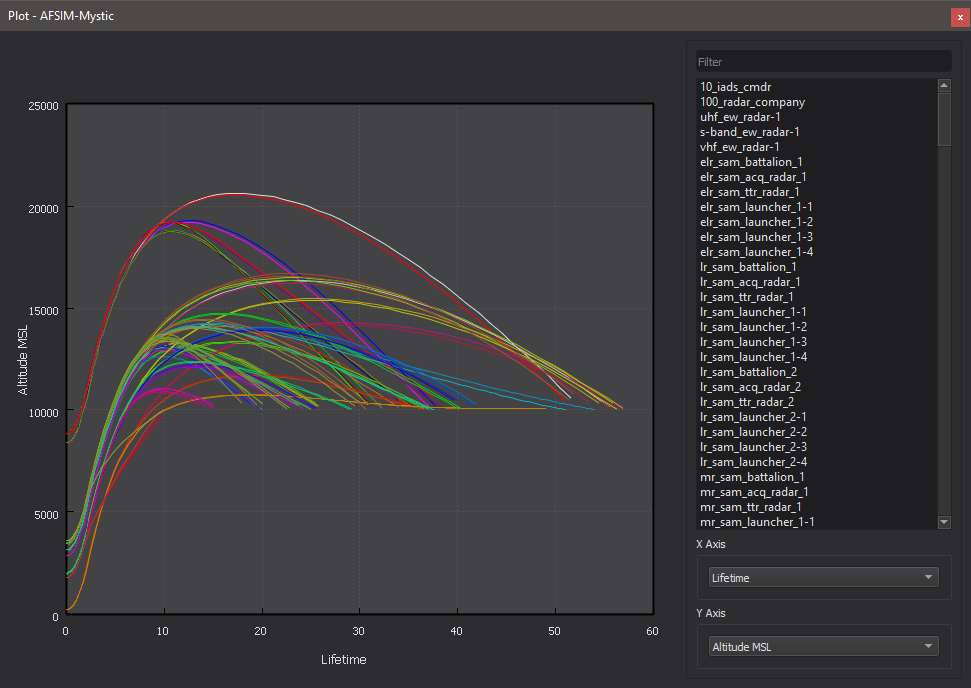 Plot - AFSIM-Mystic
x
Filter
10_iads_cmdr
100_radar_company
uhf_ew_radar-1
s-band_ew_radar-1
vhf_ew_radar-1
elr_sam_battalion_1
elr_sam_acq_radar_1
elr_sam_ttr_radar_1
elr_sam_launcher_1-1
elr_sam_launcher_1-2
elr_sam_launcher_1-3
elr_sam_launcher_1-4
lr_sam_battalion_1
lr_sam_acq_radar_1
lr_sam_ttr_radar_1
lr_sam_launcher_1-1
lr_sam_launcher_1-2
lr_sam_launcher_1-3
lr_sam_launcher_1-4
lr_sam_battalion_2
lr_sam_acq_radar_2
lr_sam_ttr_radar_2
lr_sam_launcher_2-1
lr_sam_launcher_2-2
lr_sam_launcher_2-3
lr_sam_launcher_2-4
mr_sam_battalion_1
mr_sam_acq_radar_1
mr_sam_ttr_radar_1
mr_sam_launcher_1-1
X Axis
Lifetime
Y Axis
Altitude MSL
25000
20000
15000
10000
5000
0
Altitude MSL
0 10 20 30 40 50 60
Lifetime